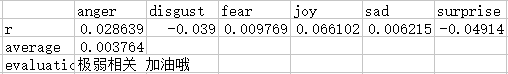 anger disgust fear joy sad surprise
r 0.028639 -0.039 0.009769 0.066102 0.006215 -0.04914
average 0.003764
evaluatio 极弱相关 加油哦